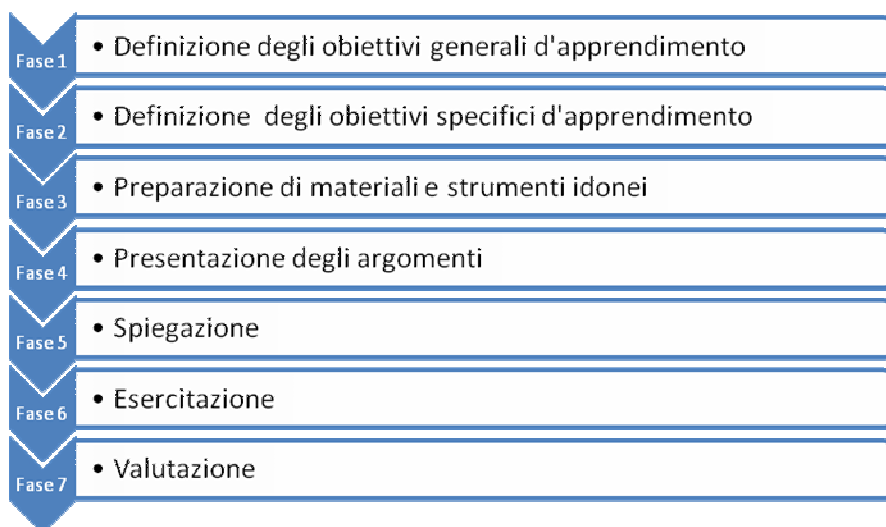 Fase 1
• Definizione degli obiettivi generali d'apprendimento
Fase 2
• Definizione degli obiettivi specifici d'apprendimento
Fase 3
• Preparazione di materiali e strumenti idonei
Fase 4
• Presentazione degli argomenti
Fase 5
• Spiegazione
Fase 6
• Esercitazione
Fase 7
• Valutazione